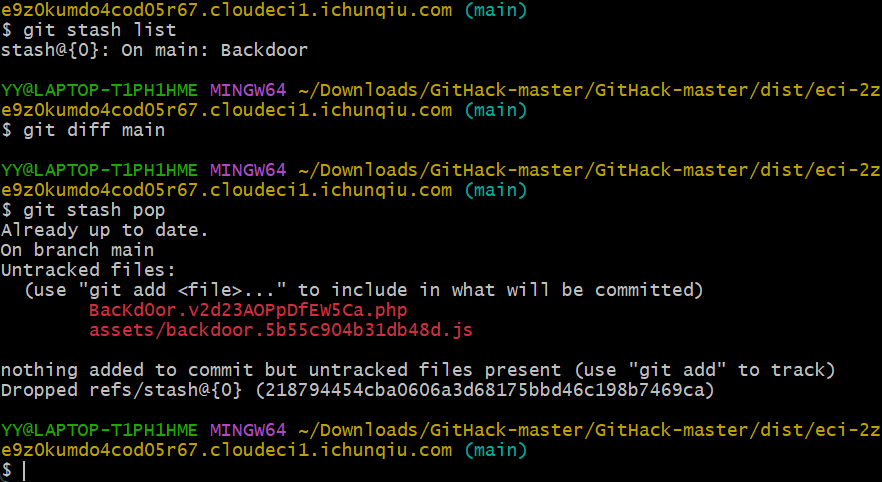 e9z0kumdo4cod05r67.cloudeci1.ichunqiu.com (main)
$ git stash list
stash@{0}: On main: Backdoor
YY@LAPTOP-T1PH1HME MINGW64 ~/Downloads/GitHack-master/GitHack-master/dist/eci-2z
e9z0kumdo4cod05r67.cloudeci1.ichunqiu.com (main)
$ git diff main
YY@LAPTOP-T1PH1HME MINGW64 ~/Downloads/GitHack-master/GitHack-master/dist/eci-2z
e9z0kumdo4cod05r67.cloudeci1.ichunqiu.com (main)
$ git stash pop
Already up to date.
On branch main
Untracked files:
(use "git add <file>..." to include in what will be committed)
BacKd0or.v2d23AOPpDfEW5Ca.php
assets/backdoor.5b55c904b31db48d.js
nothing added to commit but untracked files present (use "git add" to track)
Dropped refs/stash@{0} (218794454cba0606a3d68175bbd46c198b7469ca)
YY@LAPTOP-T1PH1HME MINGW64 ~/Downloads/GitHack-master/GitHack-master/dist/eci-2z
e9z0kumdo4cod05r67.cloudeci1.ichunqiu.com (main)
$